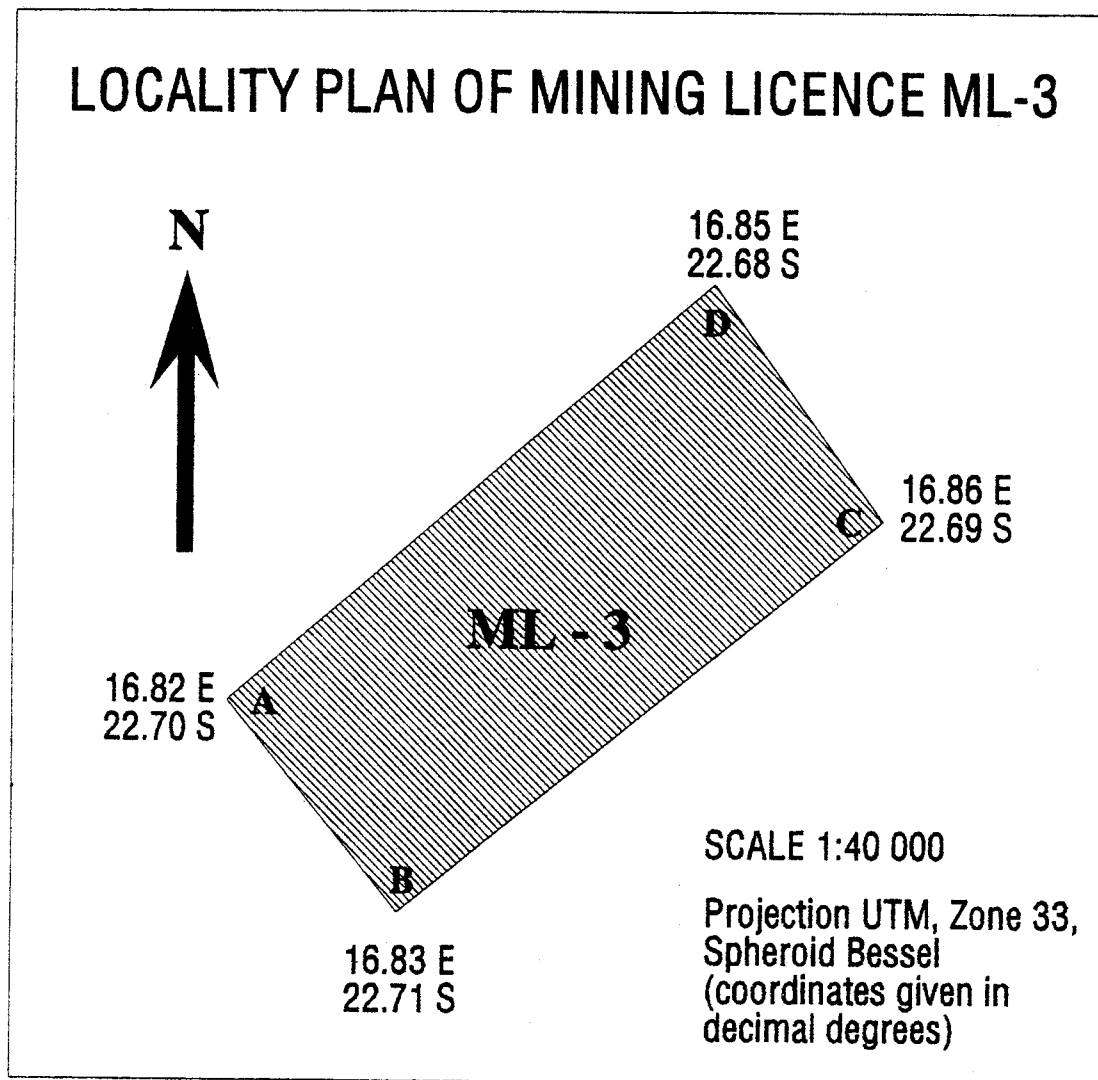 LOCALITY PLAN OF MINING LICENCE ML-3
N
16.85 E
22.68 S
D
16.86 E
22.69 S
C
ML - 3
16.82 E
22.70 S
A
B
16.83 E
22.71 S
SCALE 1:40 000
Projection UTM, Zone 33,
Spheroid Bessel
(coordinates given in
decimal degrees)